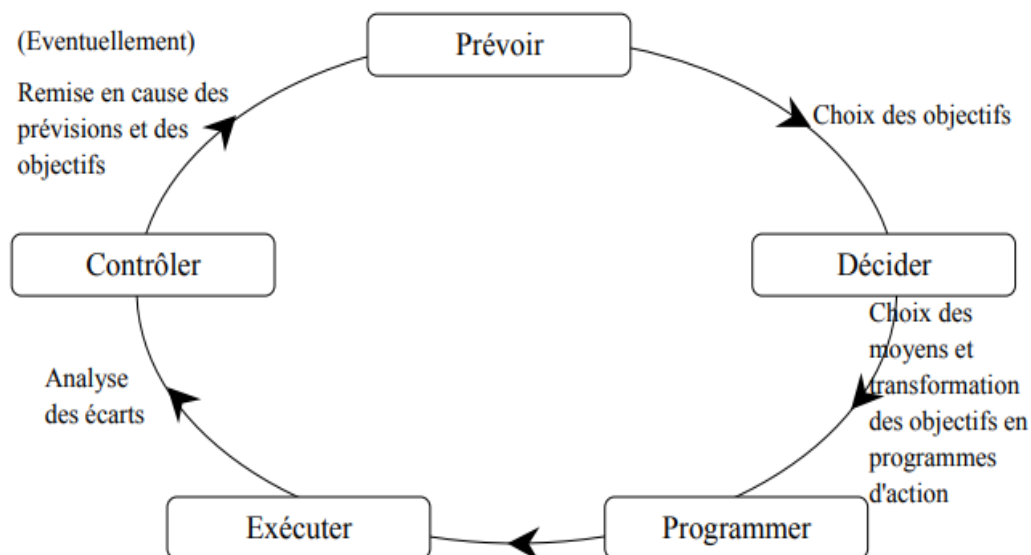 (Eventuellement)
Prévoir
Remise en cause des
prévisions et des
objectifs
Choix des objectifs
Contrôler
Décider
Choix des
moyens et
transformation
des objectifs en
programmes
d'action
Analyse
des écarts
Exécuter
Programmer